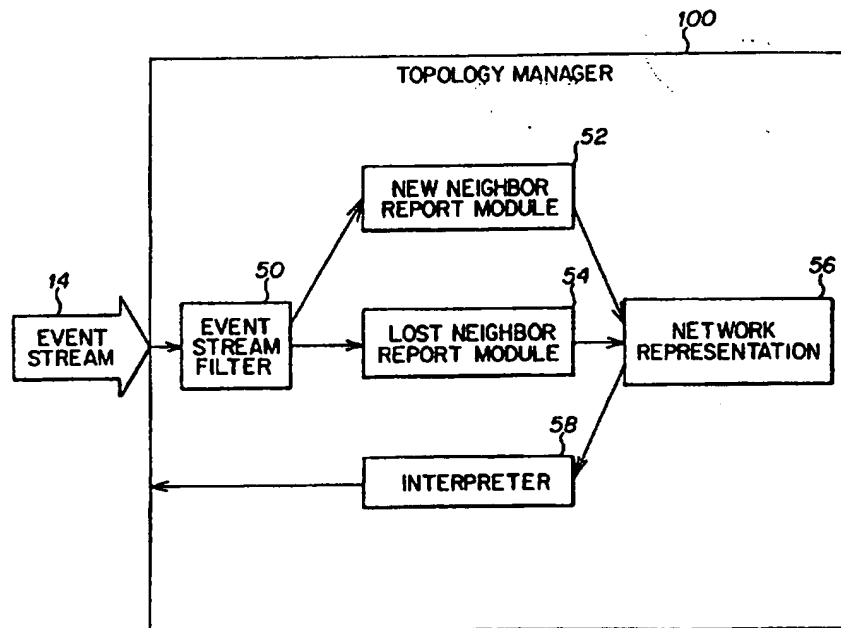 100
TOPOLOGY MANAGER
52
NEW NEIGHBOR
REPORT MODULE
14
EVENT
STREAM
50
EVENT
STREAM
FILTER
54
LOST NEIGHBOR
REPORT MODULE
56
NETWORK
REPRESENTATION
58
INTERPRETER